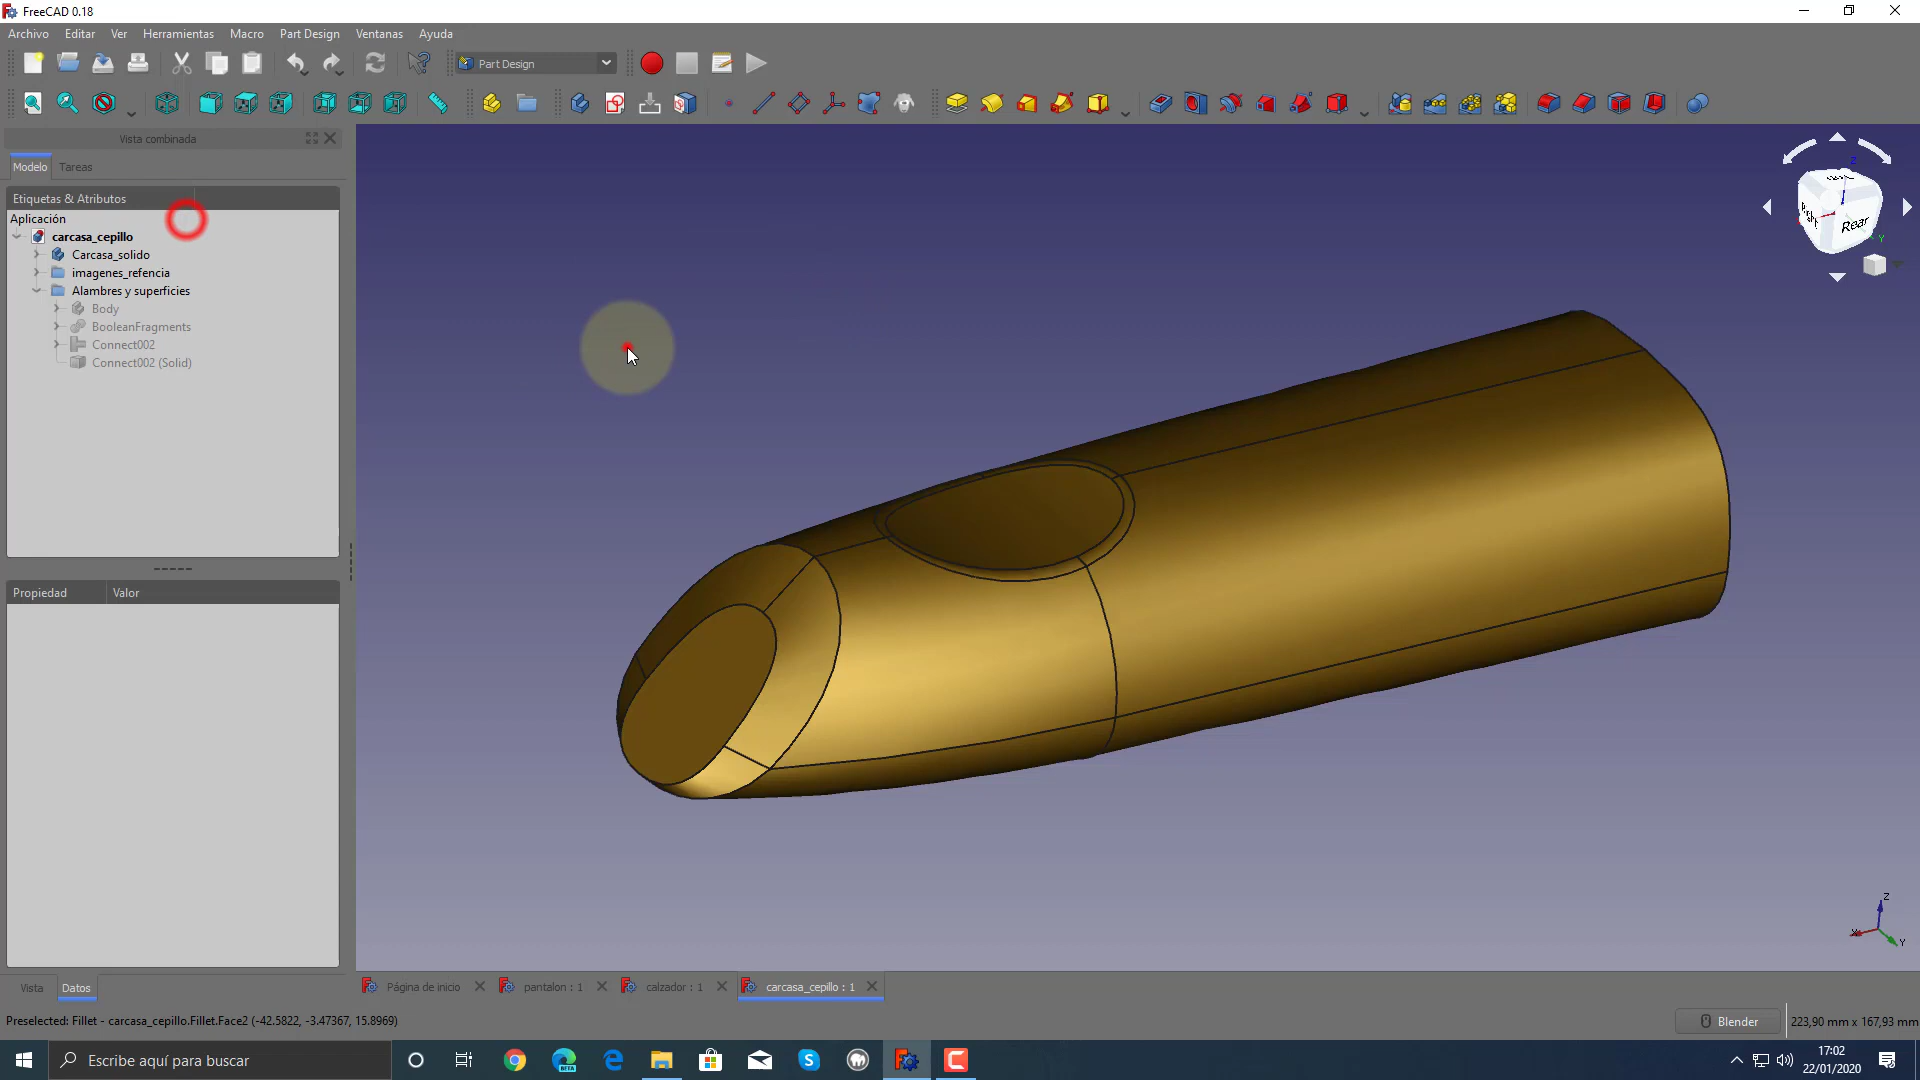 FreeCAD 0.18
Archivo Editar Ver Herramientas Macro Part Design Ventanas Ayuda
Part Design
Vista combinada
Modelo Tareas
Etiquetas & Atributos
Aplicación
carcasa_cepillo
Carcasa_solido
imagenes_refencia
Alambres y superficies
Body
BooleanFragments
Connect002
Connect002 (Solid)
Propiedad Valor
Z
Rear
Y
Z
X
Y
Vista Datos
Página de inicio pantalon : 1 calzador : 1 carcasa_cepillo : 1
Preselected: Fillet - carcasa_cepillo.Fillet.Face2 (-42.5822, -3.47367, 15.8969)
Blender 223,90 mm x 167,93 mm
Escribe aquí para buscar
17:02
22/01/2020